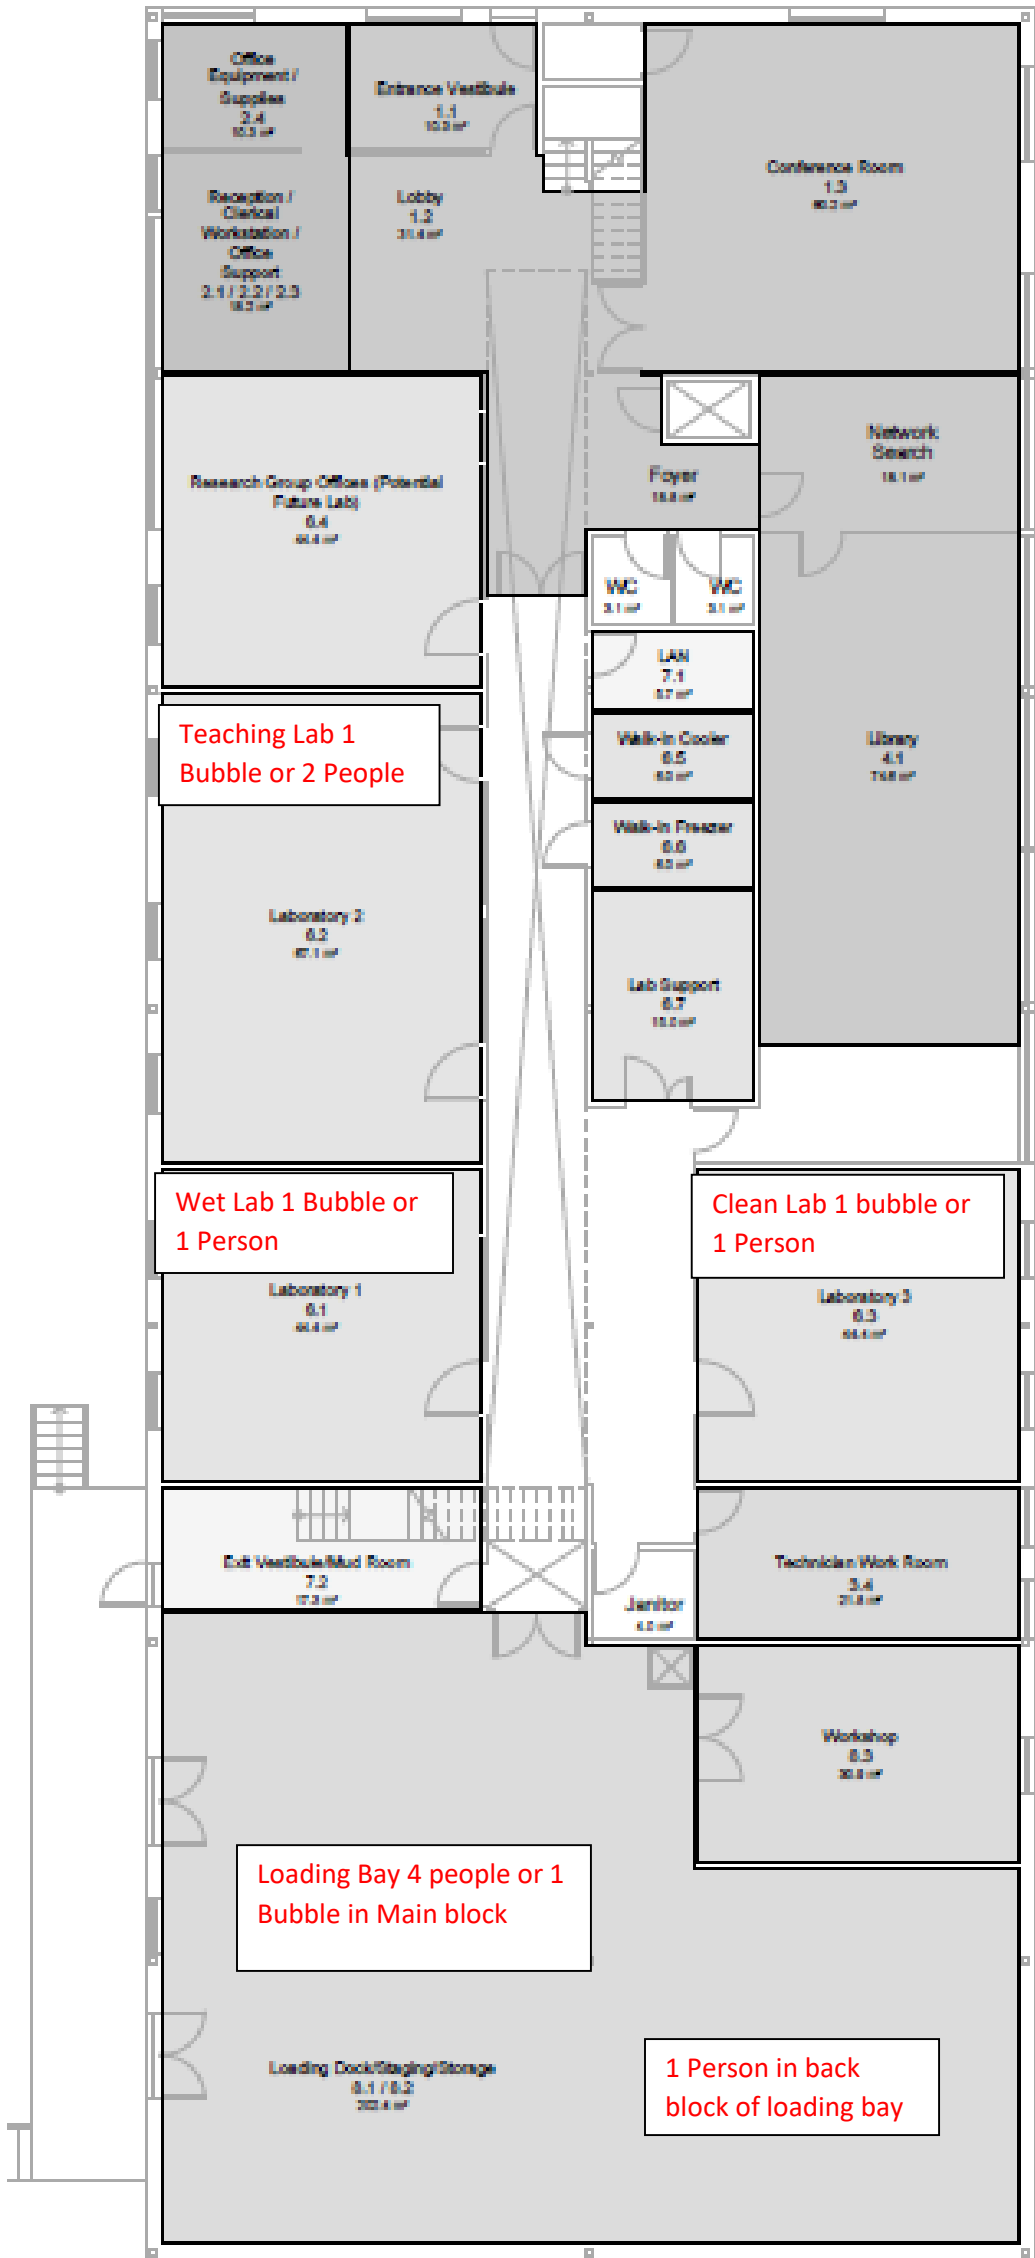 Office
Equipment /
Supplies
2.4
Entrance Vestibule
1.1
Conference Room
1.3
Reception /
Clerical
Workstation /
Office
Support
2.1 / 2.2 / 2.3
Lobby
1.2
Network
Search
Research Group Offices (Potential
Future Lab)
6.4
Foyer
WC
WC
LAN
7.1
Teaching Lab 1
Bubble or 2 People
Walk-In Cooler
6.5
Library
4.1
Walk-In Freezer
6.6
Laboratory 2
6.2
Lab Support
6.7
Wet Lab 1 Bubble or
1 Person
Clean Lab 1 bubble or
1 Person
Laboratory 1
6.1
Laboratory 3
6.3
Exit Vestibule/Mud Room
7.2
Technician Work Room
3.4
Janitor
Workshop
8.3
Loading Bay 4 people or 1
Bubble in Main block
Loading Dock/Staging/Storage
8.1 / 8.2
1 Person in back
block of loading bay